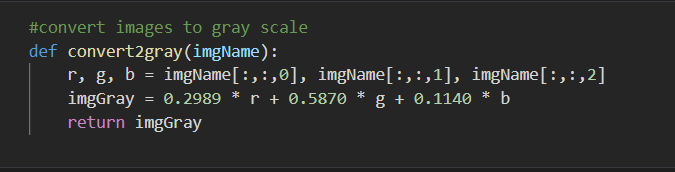 #convert images to gray scale
def convert2gray(imgName):
    r, g, b = imgName[:,:,0], imgName[:,:,1], imgName[:,:,2]
    imgGray = 0.2989 * r + 0.5870 * g + 0.1140 * b
    return imgGray